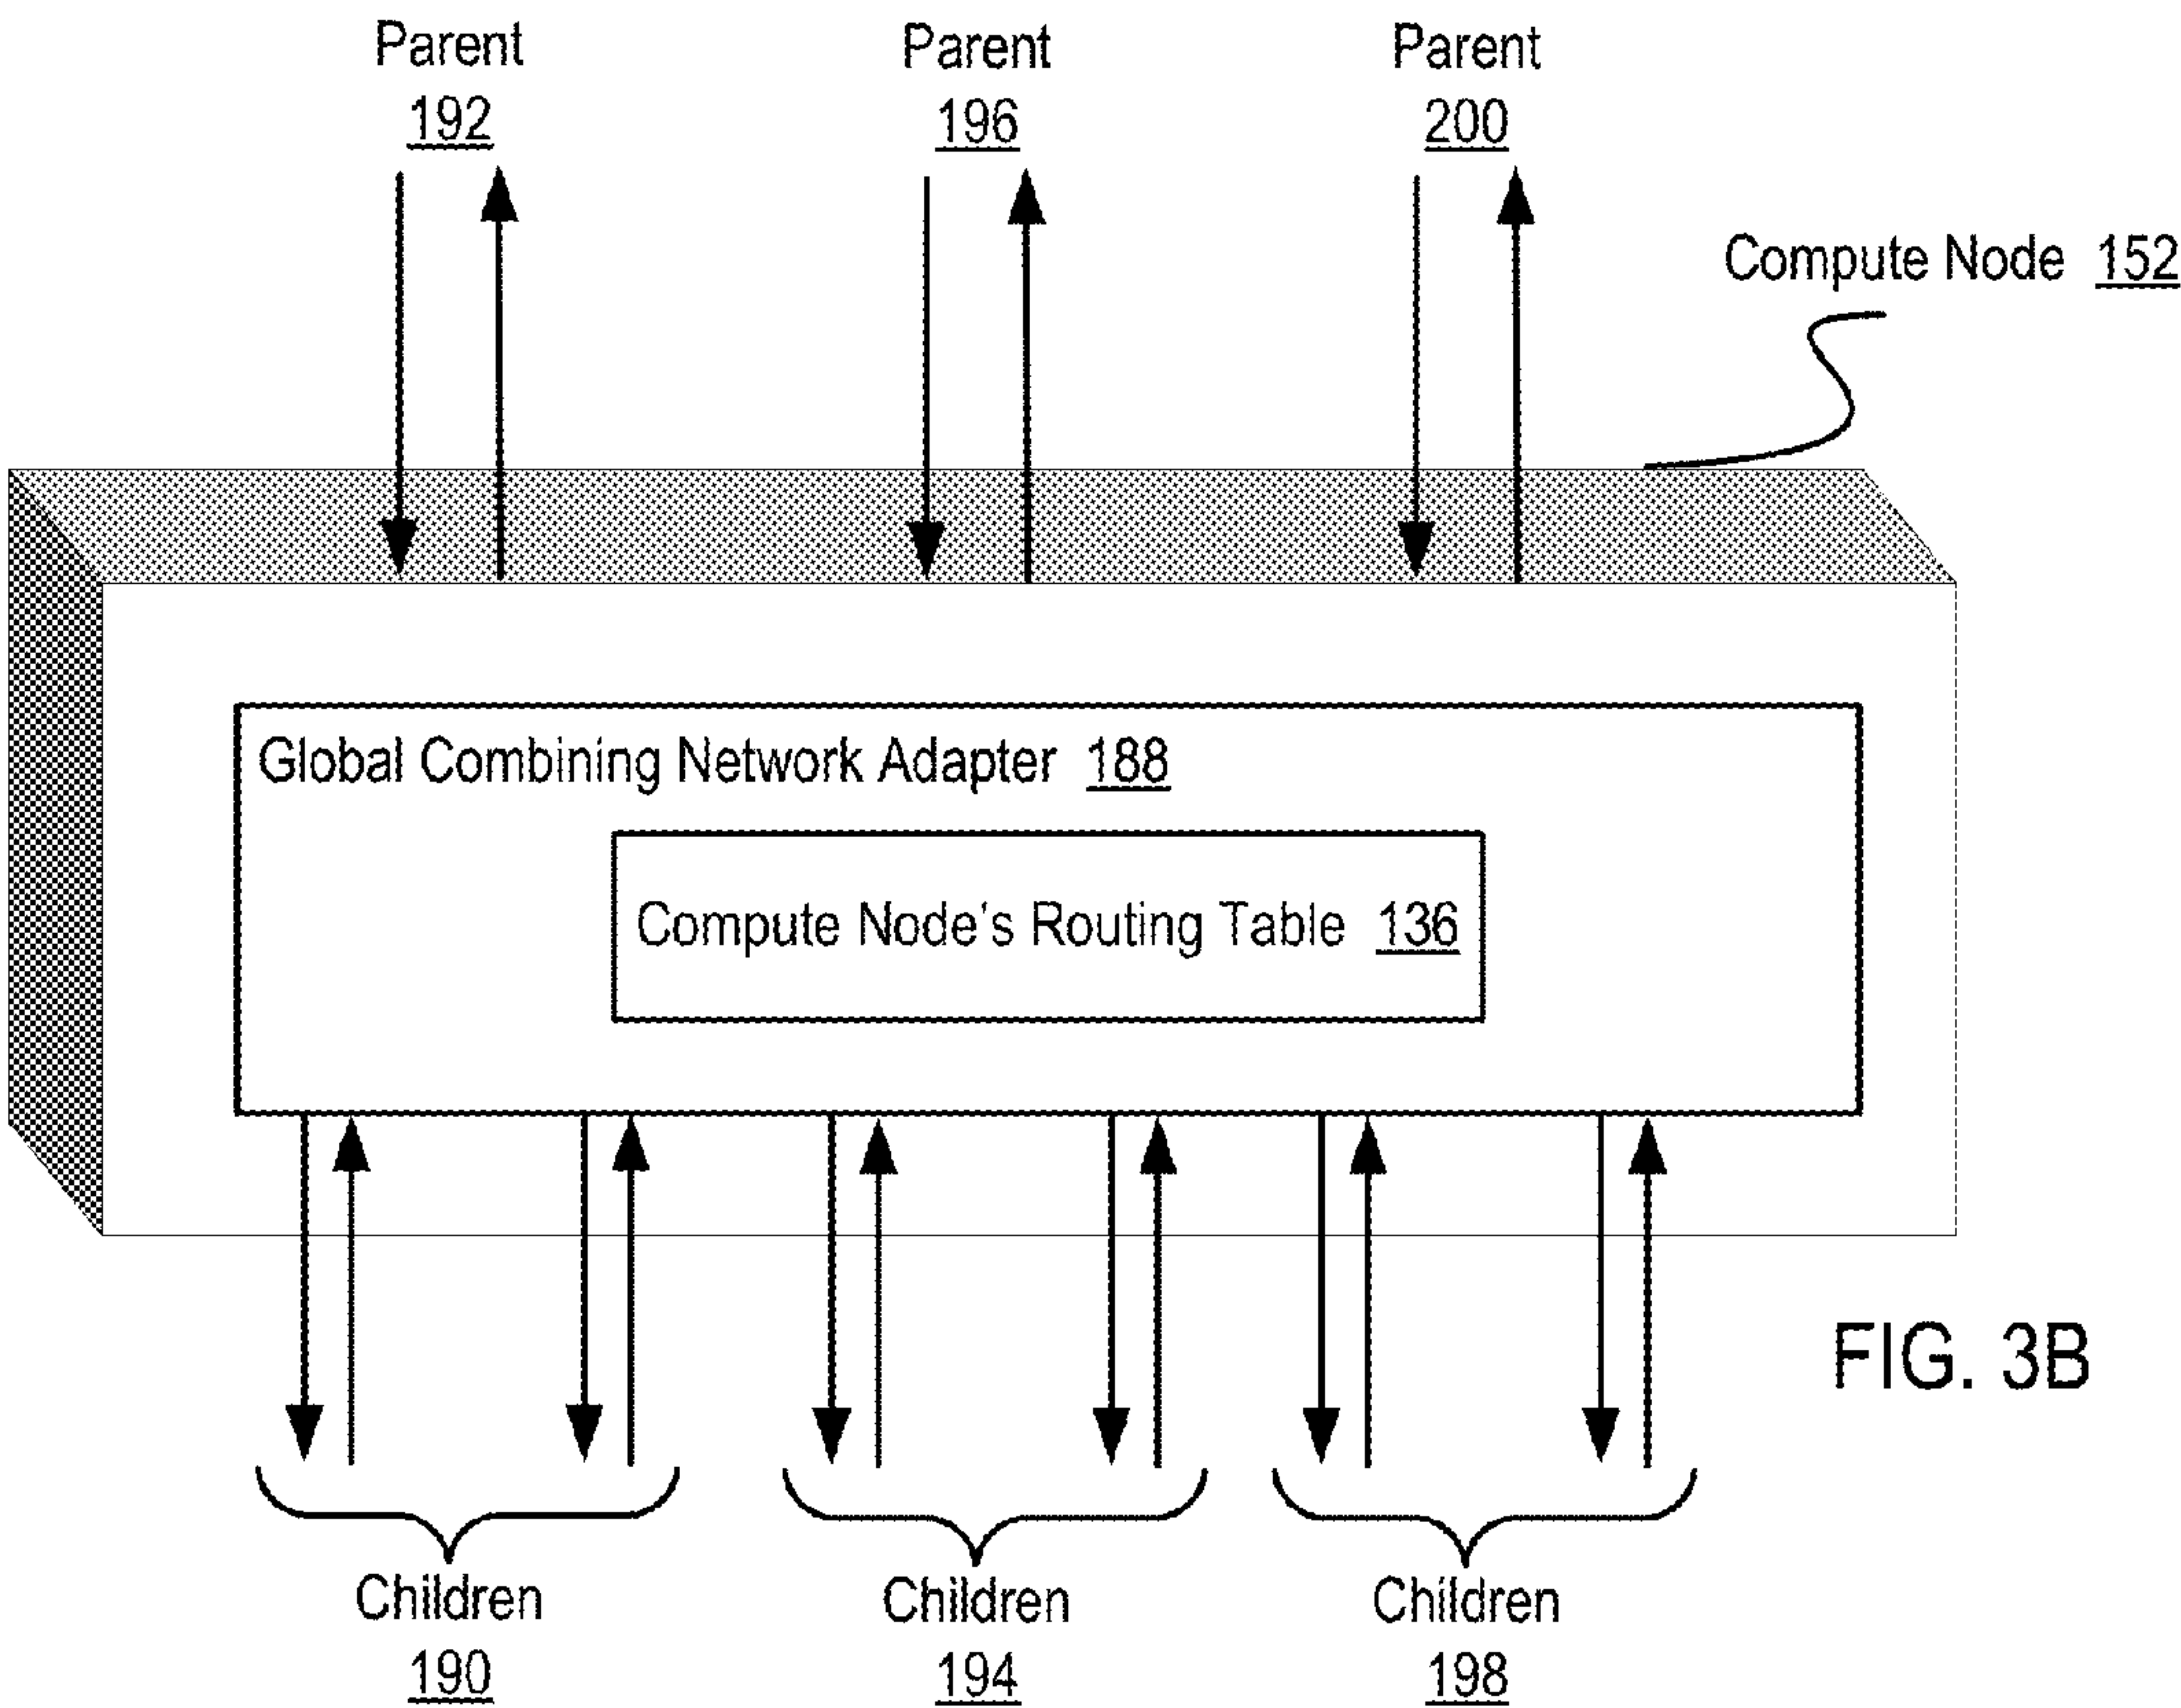 Parent
192
Parent
196
Parent
200
Compute Node 152
Global Combining Network Adapter 188
Compute Node's Routing Table 136
FIG. 3B
Children
190
Children
194
Children
198